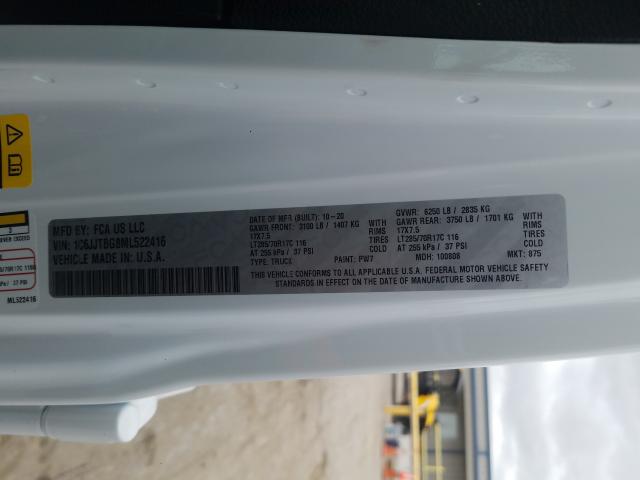 MFD BY: FCA US LLC
VIN: 1C6JJTBG8ML522416
VEHICLE MADE IN U.S.A.
DATE OF MFR (BUILT): 10-20
GAWR FRONT: 3100 LB / 1407 KG
17X7.5 RIMS
LT285/70R17C 116 TIRES
AT 255 kPa / 37 PSI COLD
TYPE: TRUCK PAINT: PW7
GVWR: 6250 LB / 2835 KG
GAWR REAR: 3750 LB / 1701 KG
WITH
17X7.5 RIMS
LT285/70R17C 116 TIRES
AT 255 kPa / 37 PSI COLD
MDH: 100808 MKT: 875
THIS VEHICLE CONFORMS TO ALL APPLICABLE U.S.A. FEDERAL MOTOR VEHICLE SAFETY
STANDARDS IN EFFECT ON THE DATE OF MANUFACTURE SHOWN ABOVE.
ML522416